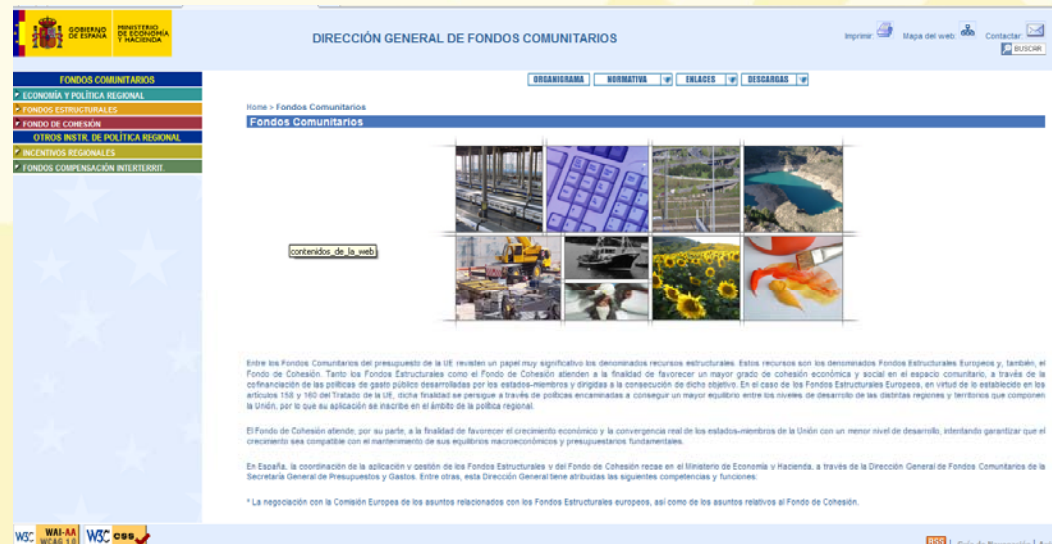 GOBIERNO DE ESPAÑA
MINISTERIO DE ECONOMÍA Y HACIENDA
DIRECCIÓN GENERAL DE FONDOS COMUNITARIOS
Imprimir: Mapa del web: Contactar:
BUSCAR
FONDOS COMUNITARIOS
ECONOMÍA Y POLÍTICA REGIONAL
FONDOS ESTRUCTURALES
FONDO DE COHESIÓN
OTROS INSTR. DE POLÍTICA REGIONAL
INCENTIVOS REGIONALES
FONDOS COMPENSACIÓN INTERTERRIT.
ORGANIGRAMA NORMATIVA ENLACES DESCARGAS
Home > Fondos Comunitarios
Fondos Comunitarios
contenidos_de_la_web
Entre los Fondos Comunitarios del presupuesto de la UE revisten un papel muy significativo los denominados recursos estructurales. Estos recursos son los denominados Fondos Estructurales Europeos y, también, el
Fondo de Cohesión. Tanto los Fondos Estructurales como el Fondo de Cohesión atienden a la finalidad de favorecer un mayor grado de cohesión económica y social en el espacio comunitario, a través de la
cofinanciación de las políticas de gasto público desarrolladas por los estados-miembros y dirigidas a la consecución de dicho objetivo. En el caso de los Fondos Estructurales Europeos, en virtud de lo establecido en los
artículos 158 y 160 del Tratado de la UE, dicha finalidad se persigue a través de políticas encaminadas a conseguir un mayor equilibrio entre los niveles de desarrollo de las distintas regiones y territorios que componen
la Unión, por lo que su aplicación se inscribe en el ámbito de la política regional.
El Fondo de Cohesión atiende, por su parte, a la finalidad de favorecer el crecimiento económico y la convergencia real de los estados-miembros de la Unión con un menor nivel de desarrollo, intentando garantizar que el
crecimiento sea compatible con el mantenimiento de sus equilibrios macroeconómicos y presupuestarios fundamentales.
En España, la coordinación de la aplicación y gestión de los Fondos Estructurales y del Fondo de Cohesión recae en el Ministerio de Economía y Hacienda, a través de la Dirección General de Fondos Comunitarios de la
Secretaría General de Presupuestos y Gastos. Entre otras, esta Dirección General tiene atribuidas las siguientes competencias y funciones:
* La negociación con la Comisión Europea de los asuntos relacionados con los Fondos Estructurales europeos, así como de los asuntos relativos al Fondo de Cohesión.
W3C WAI-AA WCAG 1.0 W3C css
RSS | Guía de Navegación |